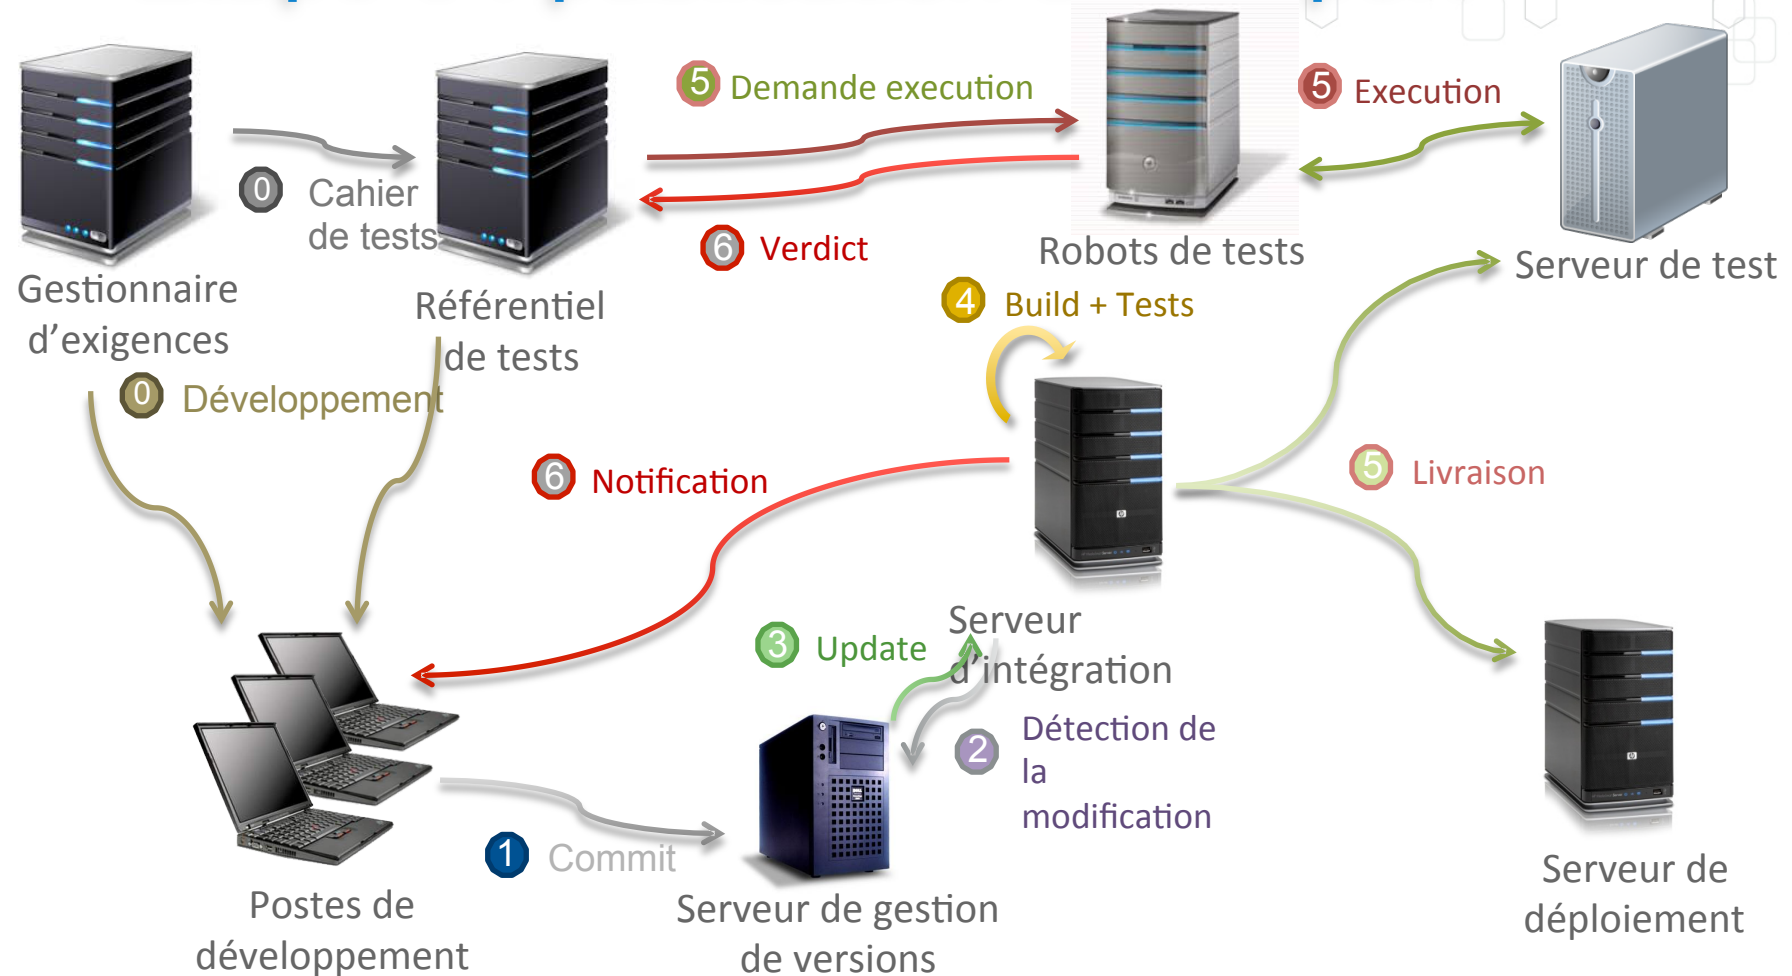 5 Demande execution
5 Execution
0 Cahier
de tests
6 Verdict
Robots de tests
Serveur de test
Gestionnaire
d’exigences
Référentiel
de tests
4 Build + Tests
0 Développement
6 Notification
5 Livraison
Serveur
d’intégration
3 Update
2 Détection de
la
modification
1 Commit
Postes de
développement
Serveur de gestion
de versions
Serveur de
déploiement